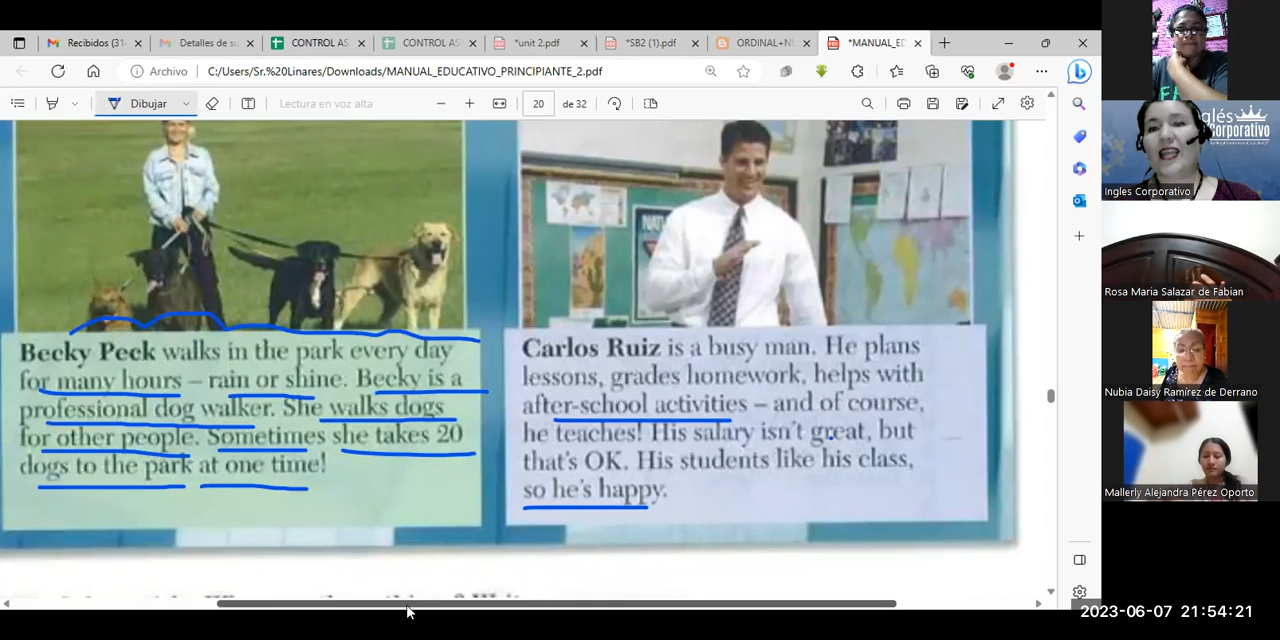 Recibidos (31-
Detalles de su
CONTROL AS
CONTROL AS
*unit 2.pdf
*SB2 (1).pdf
ORDINAL+N
*MANUAL_ED
Archivo
C:/Users/Sr.%20Linares/Downloads/MANUAL_EDUCATIVO_PRINCIPIANTE_2.pdf
Dibujar
Lectura en voz alta
20
de 32
Becky Peck walks in the park every day
for many hours – rain or shine. Becky is a
professional dog walker. She walks dogs
for other people. Sometimes she takes 20
dogs to the park at one time!
Carlos Ruiz is a busy man. He plans
lessons, grades homework, helps with
after-school activities – and of course,
he teaches! His salary isn't great, but
that's OK. His students like his class,
so he's happy.
glés
Corporativo
Ingles Corporativo
Rosa Maria Salazar de Fabian
Nubia Daisy Ramírez de Derrano
Mallerly Alejandra Pérez Oporto
2023-06-07 21:54:21